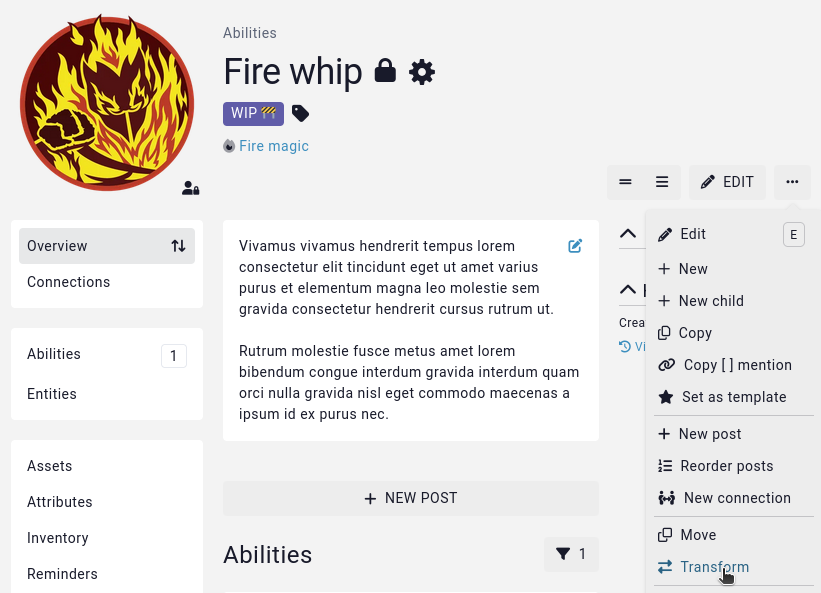 Abilities
Fire whip
WIP
Fire magic
EDIT
Overview
Connections
Abilities 1
Entities
Assets
Attributes
Inventory
Reminders
Vivamus vivamus hendrerit tempus lorem
consectetur elit tincidunt eget ut amet varius
purus et elementum magna leo molestie sem
gravida consectetur hendrerit cursus rutrum ut.
Rutrum molestie fusce metus amet lorem
bibendum congue interdum gravida interdum quam
orci nulla gravida nisl eget commodo maecenas a
ipsum id ex purus nec.
NEW POST
Abilities
1
Crea
Vi
Edit E
New
New child
Copy
Copy [ ] mention
Set as template
New post
Reorder posts
New connection
Move
Transform